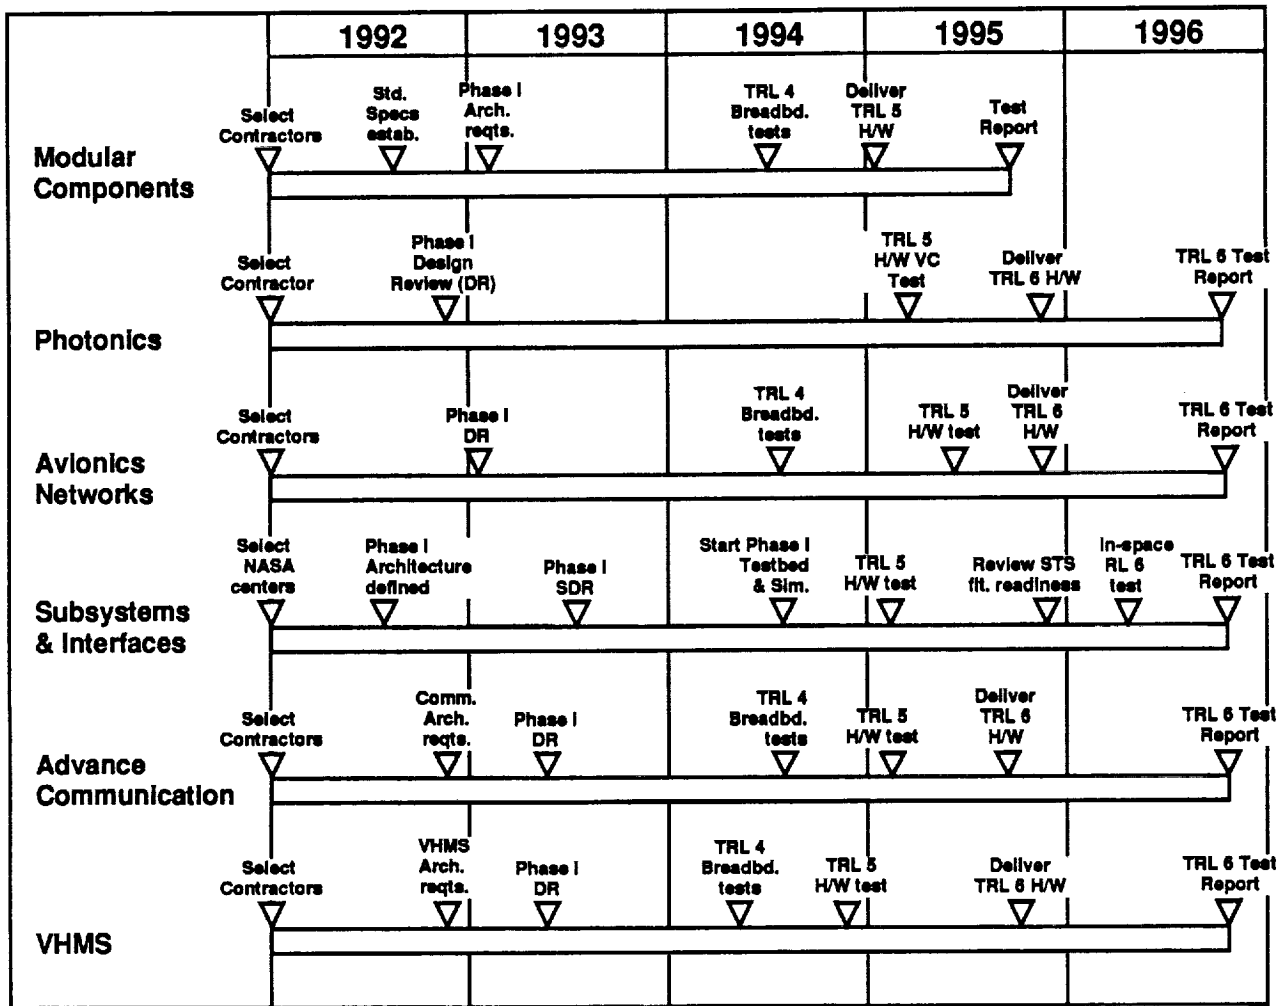 1992 1993 1994 1995 1996
Select
Contractors
Std.
Specs
estab.
Phase I
Arch.
reqts.
TRL 4
Breadbd.
tests
Deliver
TRL 5
H/W
Test
Report
Modular
Components
Select
Contractor
Phase I
Design
Review (DR)
TRL 5
H/W VC
Test
Deliver
TRL 6 H/W
TRL 6 Test
Report
Photonics
Select
Contractors
Phase I
DR
TRL 4
Breadbd.
tests
TRL 5
H/W test
Deliver
TRL 6
H/W
TRL 6 Test
Report
Avionics
Networks
Select
NASA
centers
Phase I
Architecture
defined
Phase I
SDR
Start Phase I
Testbed
& Sim.
TRL 5
H/W test
Review STS
flt. readiness
In-space
RL 6
test
TRL 6 Test
Report
Subsystems
& Interfaces
Select
Contractors
Comm.
Arch.
reqts.
Phase I
DR
TRL 4
Breadbd.
tests
TRL 5
H/W test
Deliver
TRL 6
H/W
TRL 6 Test
Report
Advance
Communication
Select
Contractors
VHMS
Arch.
reqts.
Phase I
DR
TRL 4
Breadbd.
tests
TRL 5
H/W test
Deliver
TRL 6 H/W
TRL 6 Test
Report
VHMS